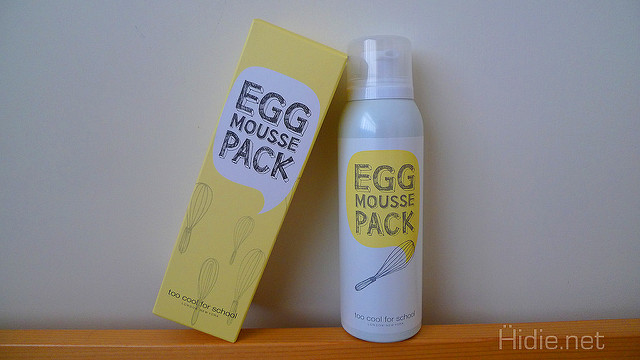 EGG
MOUSSE
PACK
too cool for school
EGG
MOUSSE
PACK
too cool for school
Hidie.net